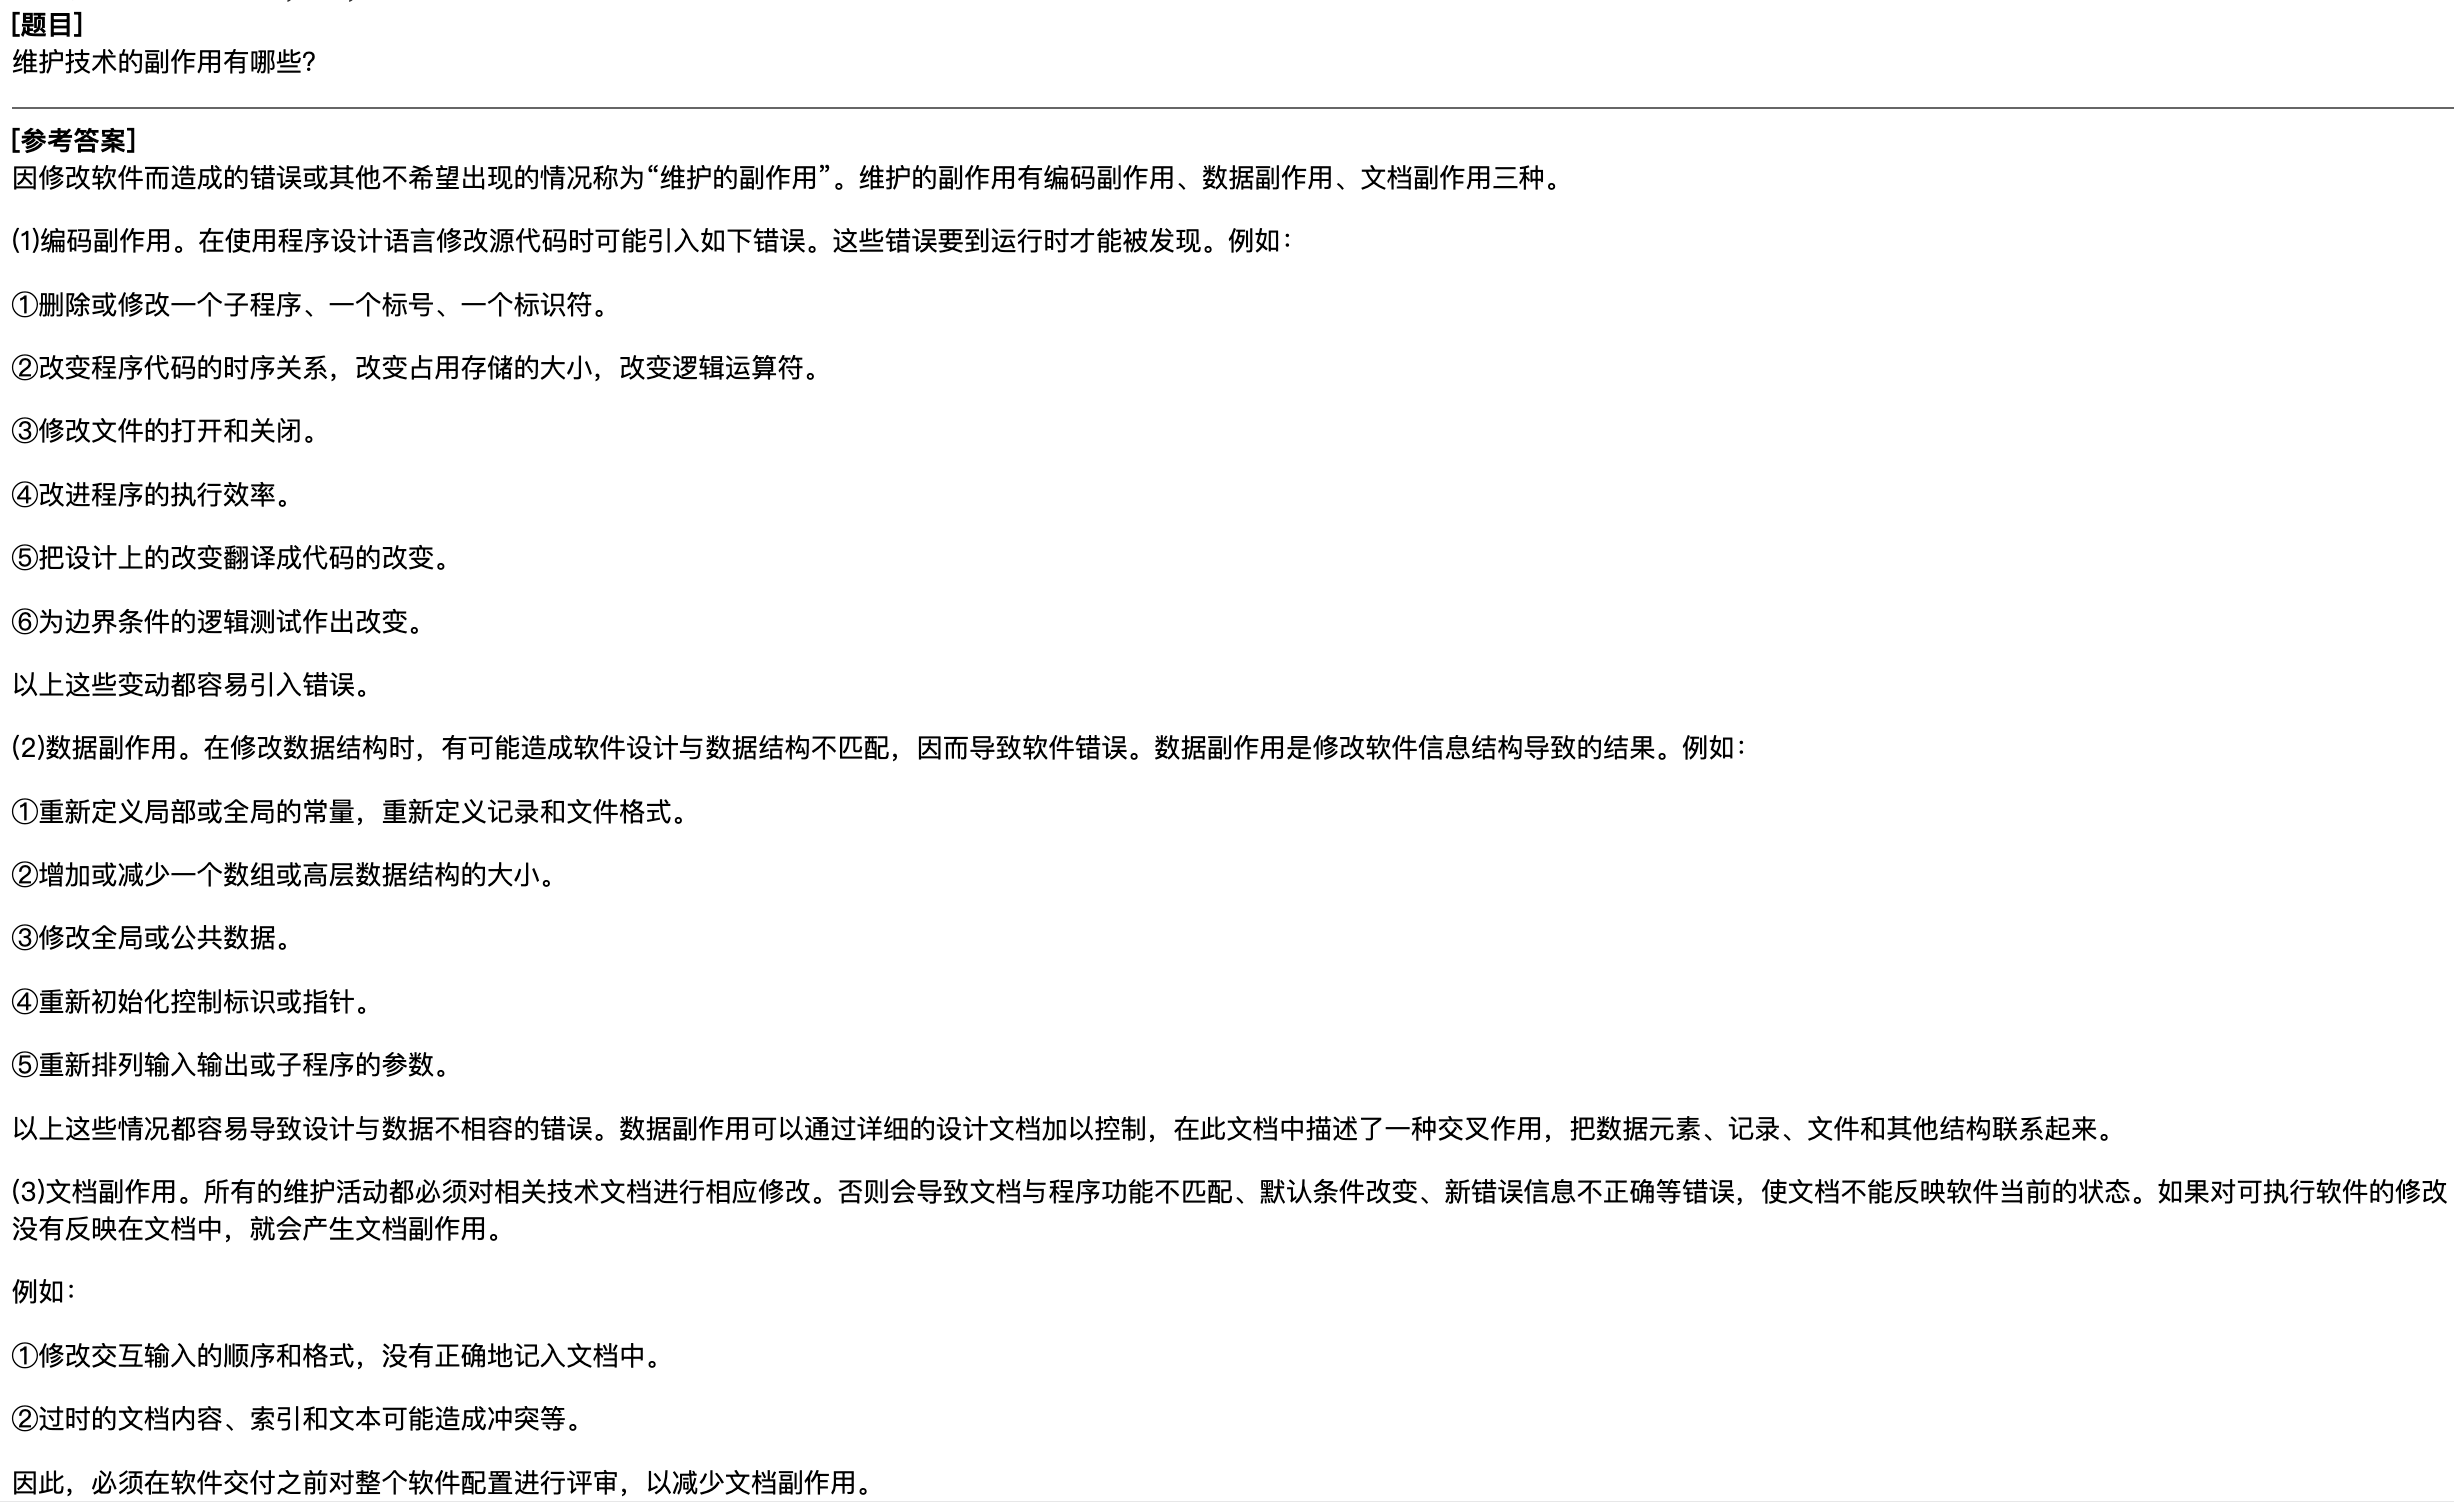 [题目]
维护技术的副作用有哪些？
[参考答案]
因修改软件而造成的错误或其他不希望出现的情况称为“维护的副作用”。维护的副作用有编码副作用、数据副作用、文档副作用三种。
(1)编码副作用。在使用程序设计语言修改源代码时可能引入如下错误。这些错误要到运行时才能被发现。例如：
①删除或修改一个子程序、一个标号、一个标识符。
②改变程序代码的时序关系，改变占用存储的大小，改变逻辑运算符。
③修改文件的打开和关闭。
④改进程序的执行效率。
⑤把设计上的改变翻译成代码的改变。
⑥为边界条件的逻辑测试作出改变。
以上这些变动都容易引入错误。
(2)数据副作用。在修改数据结构时，有可能造成软件设计与数据结构不匹配，因而导致软件错误。数据副作用是修改软件信息结构导致的结果。例如：
①重新定义局部或全局的常量，重新定义记录和文件格式。
②增加或减少一个数组或高层数据结构的大小。
③修改全局或公共数据。
④重新初始化控制标识或指针。
⑤重新排列输入输出或子程序的参数。
以上这些情况都容易导致设计与数据不相容的错误。数据副作用可以通过详细的设计文档加以控制，在此文档中描述了一种交叉作用，把数据元素、记录、文件和其他结构联系起来。
(3)文档副作用。所有的维护活动都必须对相关技术文档进行相应修改。否则会导致文档与程序功能不匹配、默认条件改变、新错误信息不正确等错误，使文档不能反映软件当前的状态。如果对可执行软件的修改
没有反映在文档中，就会产生文档副作用。
例如：
①修改交互输入的顺序和格式，没有正确地记入文档中。
②过时的文档内容、索引和文本可能造成冲突等。
因此，必须在软件交付之前对整个软件配置进行评审，以减少文档副作用。